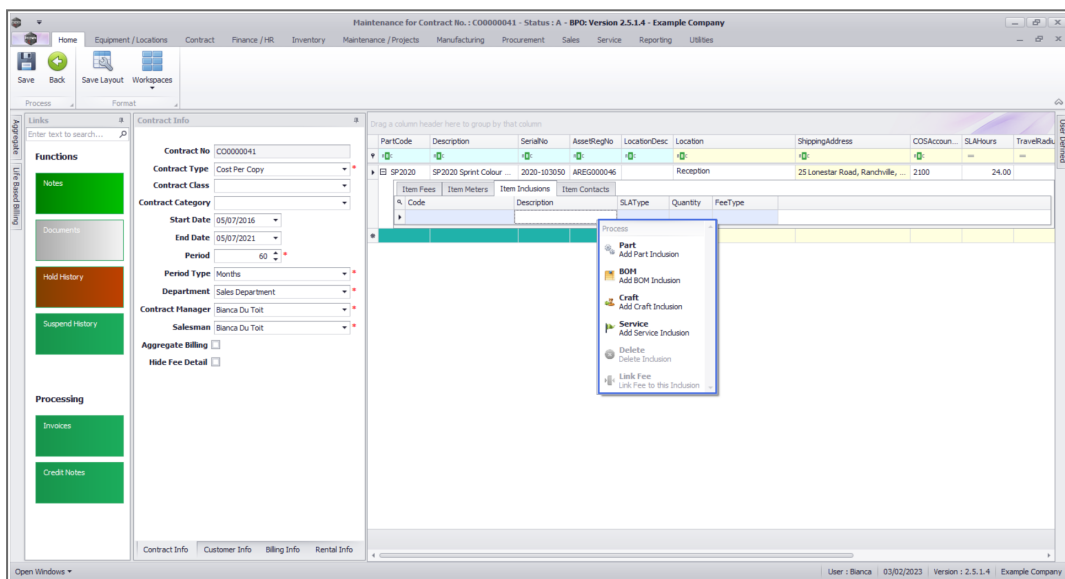 Maintenance for Contract No. : CO0000041 - Status : A - BPO: Version 2.5.1.4 - Example Company
Home Equipment / Locations Contract Finance / HR Inventory Maintenance / Projects Manufacturing Procurement Sales Service Reporting Utilities
Save Back Save Layout Workspaces
Process Format
Aggregate
Life Based Billing
Links
Enter text to search...
Functions
Notes
Documents
Hold History
Suspend History
Processing
Invoices
Credit Notes
Contract Info
Contract No CO0000041
Contract Type Cost Per Copy *
Contract Class
Contract Category
Start Date 05/07/2016
End Date 05/07/2021
Period 60 *
Period Type Months *
Department Sales Department *
Contract Manager Bianca Du Toit *
Salesman Bianca Du Toit *
Aggregate Billing
Hide Fee Detail
Contract Info Customer Info Billing Info Rental Info
Drag a column header here to group by that column
PartCode Description SerialNo AssetRegNo LocationDesc Location ShippingAddress COSAccoun... SLAHours TravelRadiu
SP2020 SP2020 Sprint Colour ... 2020-103050 AREG000046 Reception 25 Lonestar Road, Ranchville, ... 2100 24.00
Item Fees Item Meters Item Inclusions Item Contacts
Code Description SLAType Quantity FeeType
Process
Part
Add Part Inclusion
BOM
Add BOM Inclusion
Craft
Add Craft Inclusion
Service
Add Service Inclusion
Delete
Delete Inclusion
Link Fee
Link Fee to this Inclusion
User Defined
Open Windows
User : Bianca 03/02/2023 Version : 2.5.1.4 Example Company